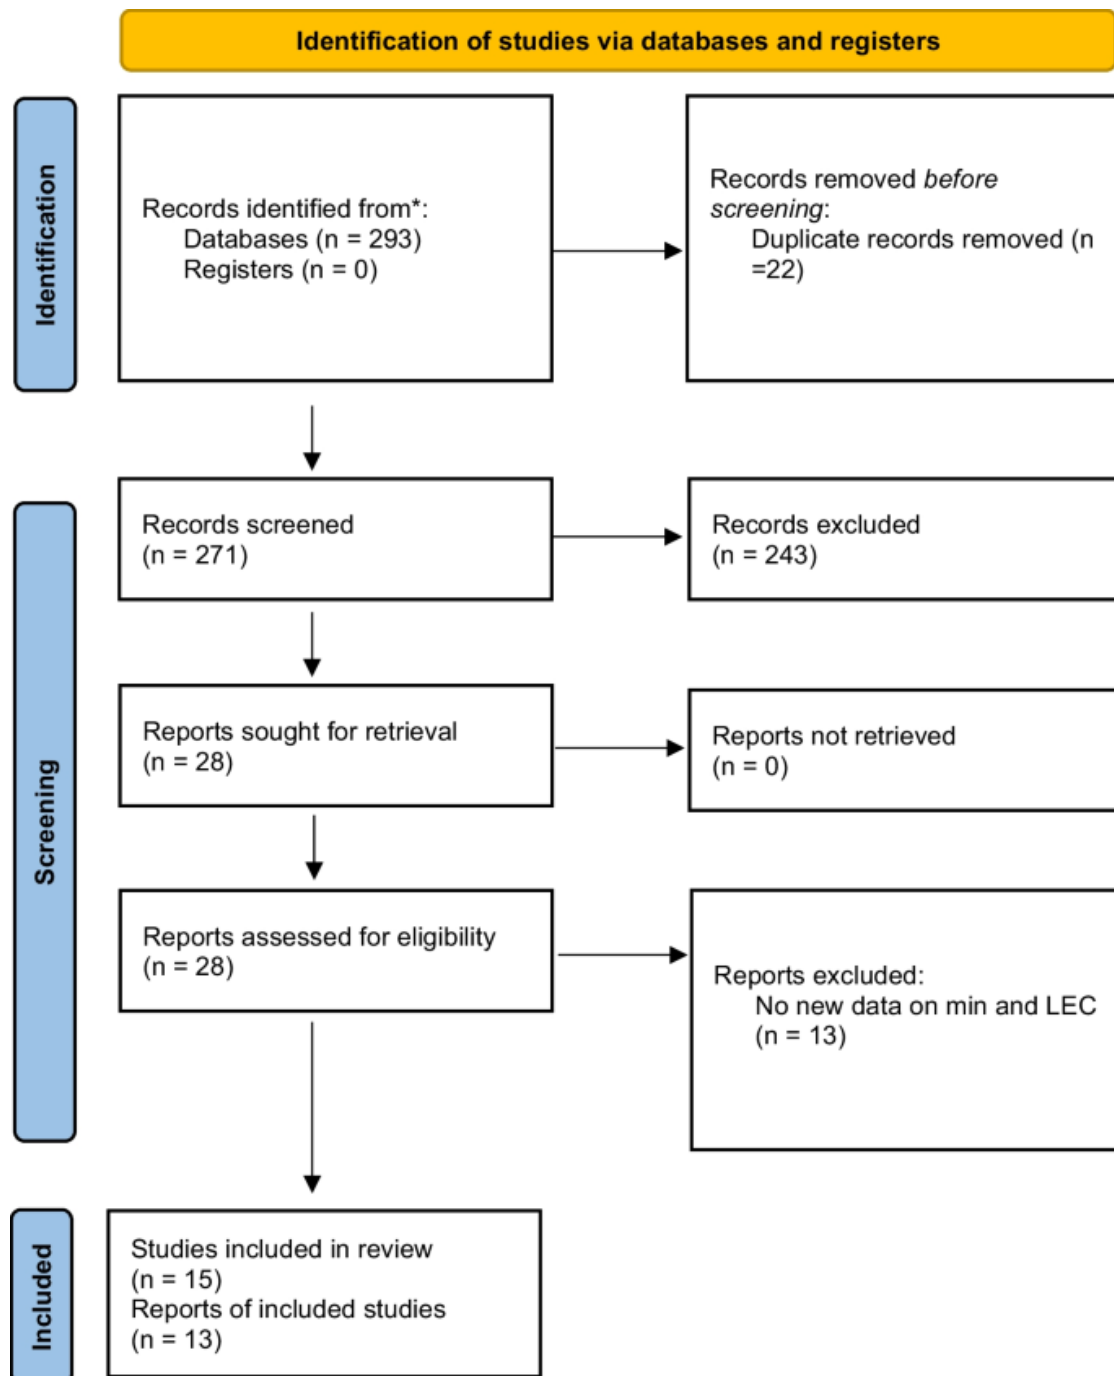 Identification of studies via databases and registers
Identification
Records identified from*:
Databases (n = 293)
Registers (n = 0)
Records removed before
screening:
Duplicate records removed (n
=22)
Screening
Records screened
(n = 271)
Records excluded
(n = 243)
Reports sought for retrieval
(n = 28)
Reports not retrieved
(n = 0)
Reports assessed for eligibility
(n = 28)
Reports excluded:
No new data on min and LEC
(n = 13)
Included
Studies included in review
(n = 15)
Reports of included studies
(n = 13)